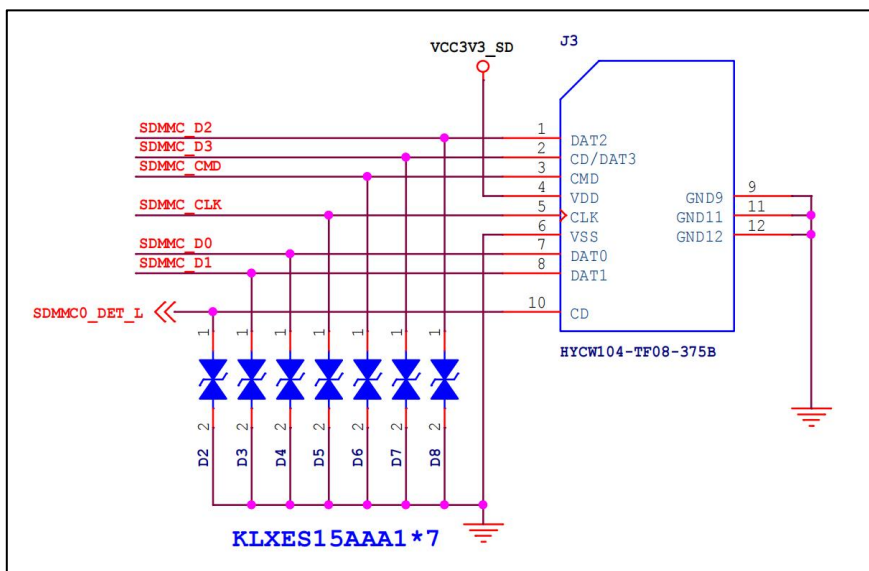 J3
VCC3V3_SD
SDMMC_D2
1
DAT2
SDMMC_D3
2
CD/DAT3
SDMMC_CMD
3
CMD
4
VDD
GND9
9
SDMMC_CLK
5
CLK
GND11
11
6
VSS
GND12
12
SDMMC_D0
7
DAT0
SDMMC_D1
8
DAT1
SDMMC0_DET_L
10
CD
1 1 1 1 1 1 1
HYCW104-TF08-375B
2 2 2 2 2 2 2
D2 D3 D4 D5 D6 D7 D8
KLXES15AAA1*7